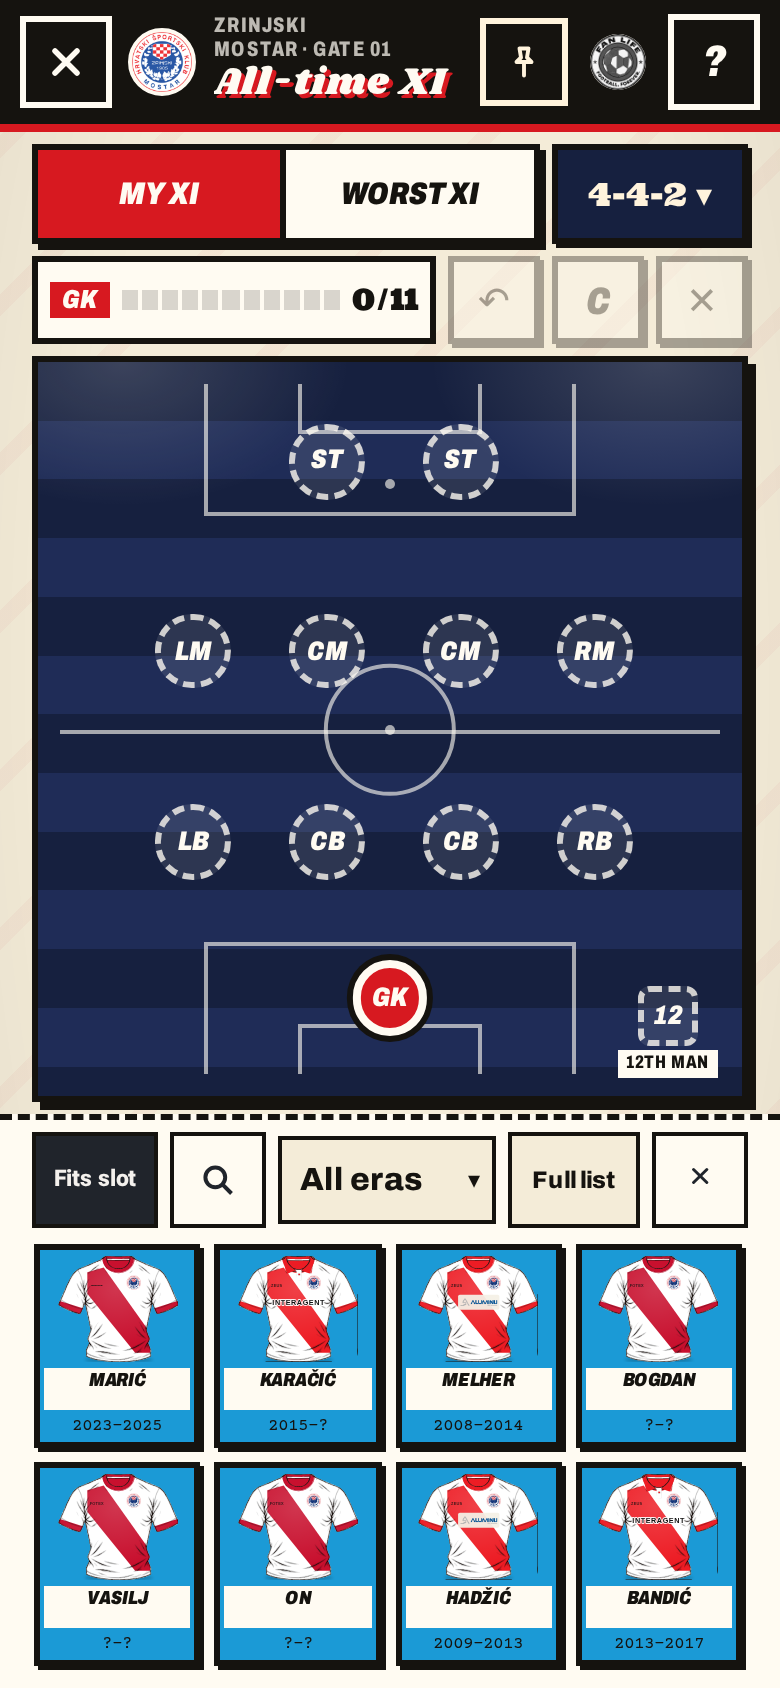 ZRINJSKI
MOSTAR · GATE 01
All-time XI
?
MY XI
WORST XI
4-4-2 ▾
GK
0/11
C
ST
ST
LM
CM
CM
RM
LB
CB
CB
RB
GK
12
12TH MAN
Fits slot
All eras ▾
Full list
INTERAGENT
MARIĆ
KARAČIĆ
MELHER
BOGDAN
2023–2025
2015–?
2008–2014
?–?
INTERAGENT
VASILJ
ON
HADŽIĆ
BANDIĆ
?–?
?–?
2009–2013
2013–2017